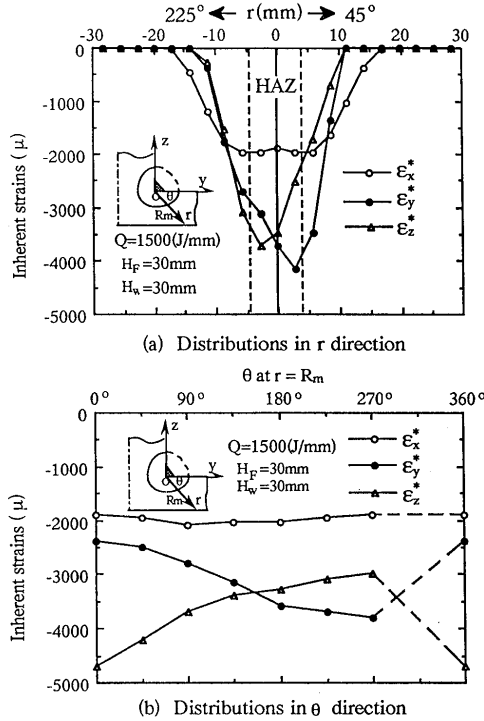 225° r (mm) 45°
-30 -20 -10 0 10 20 30
0
-1000
-2000
-3000
-4000
-5000
Inherent strains (μ)
HAZ
z
y
O
θ
Rm
r
Q=1500(J/mm)
HF=30mm
Hw=30mm
εx*
εy*
εz*
(a) Distributions in r direction
θ at r = Rm
0° 90° 180° 270° 360°
0
-1000
-2000
-3000
-4000
-5000
Inherent strains (μ)
z
y
O
θ
Rm
r
Q=1500(J/mm)
HF=30mm
Hw=30mm
εx*
εy*
εz*
(b) Distributions in θ direction